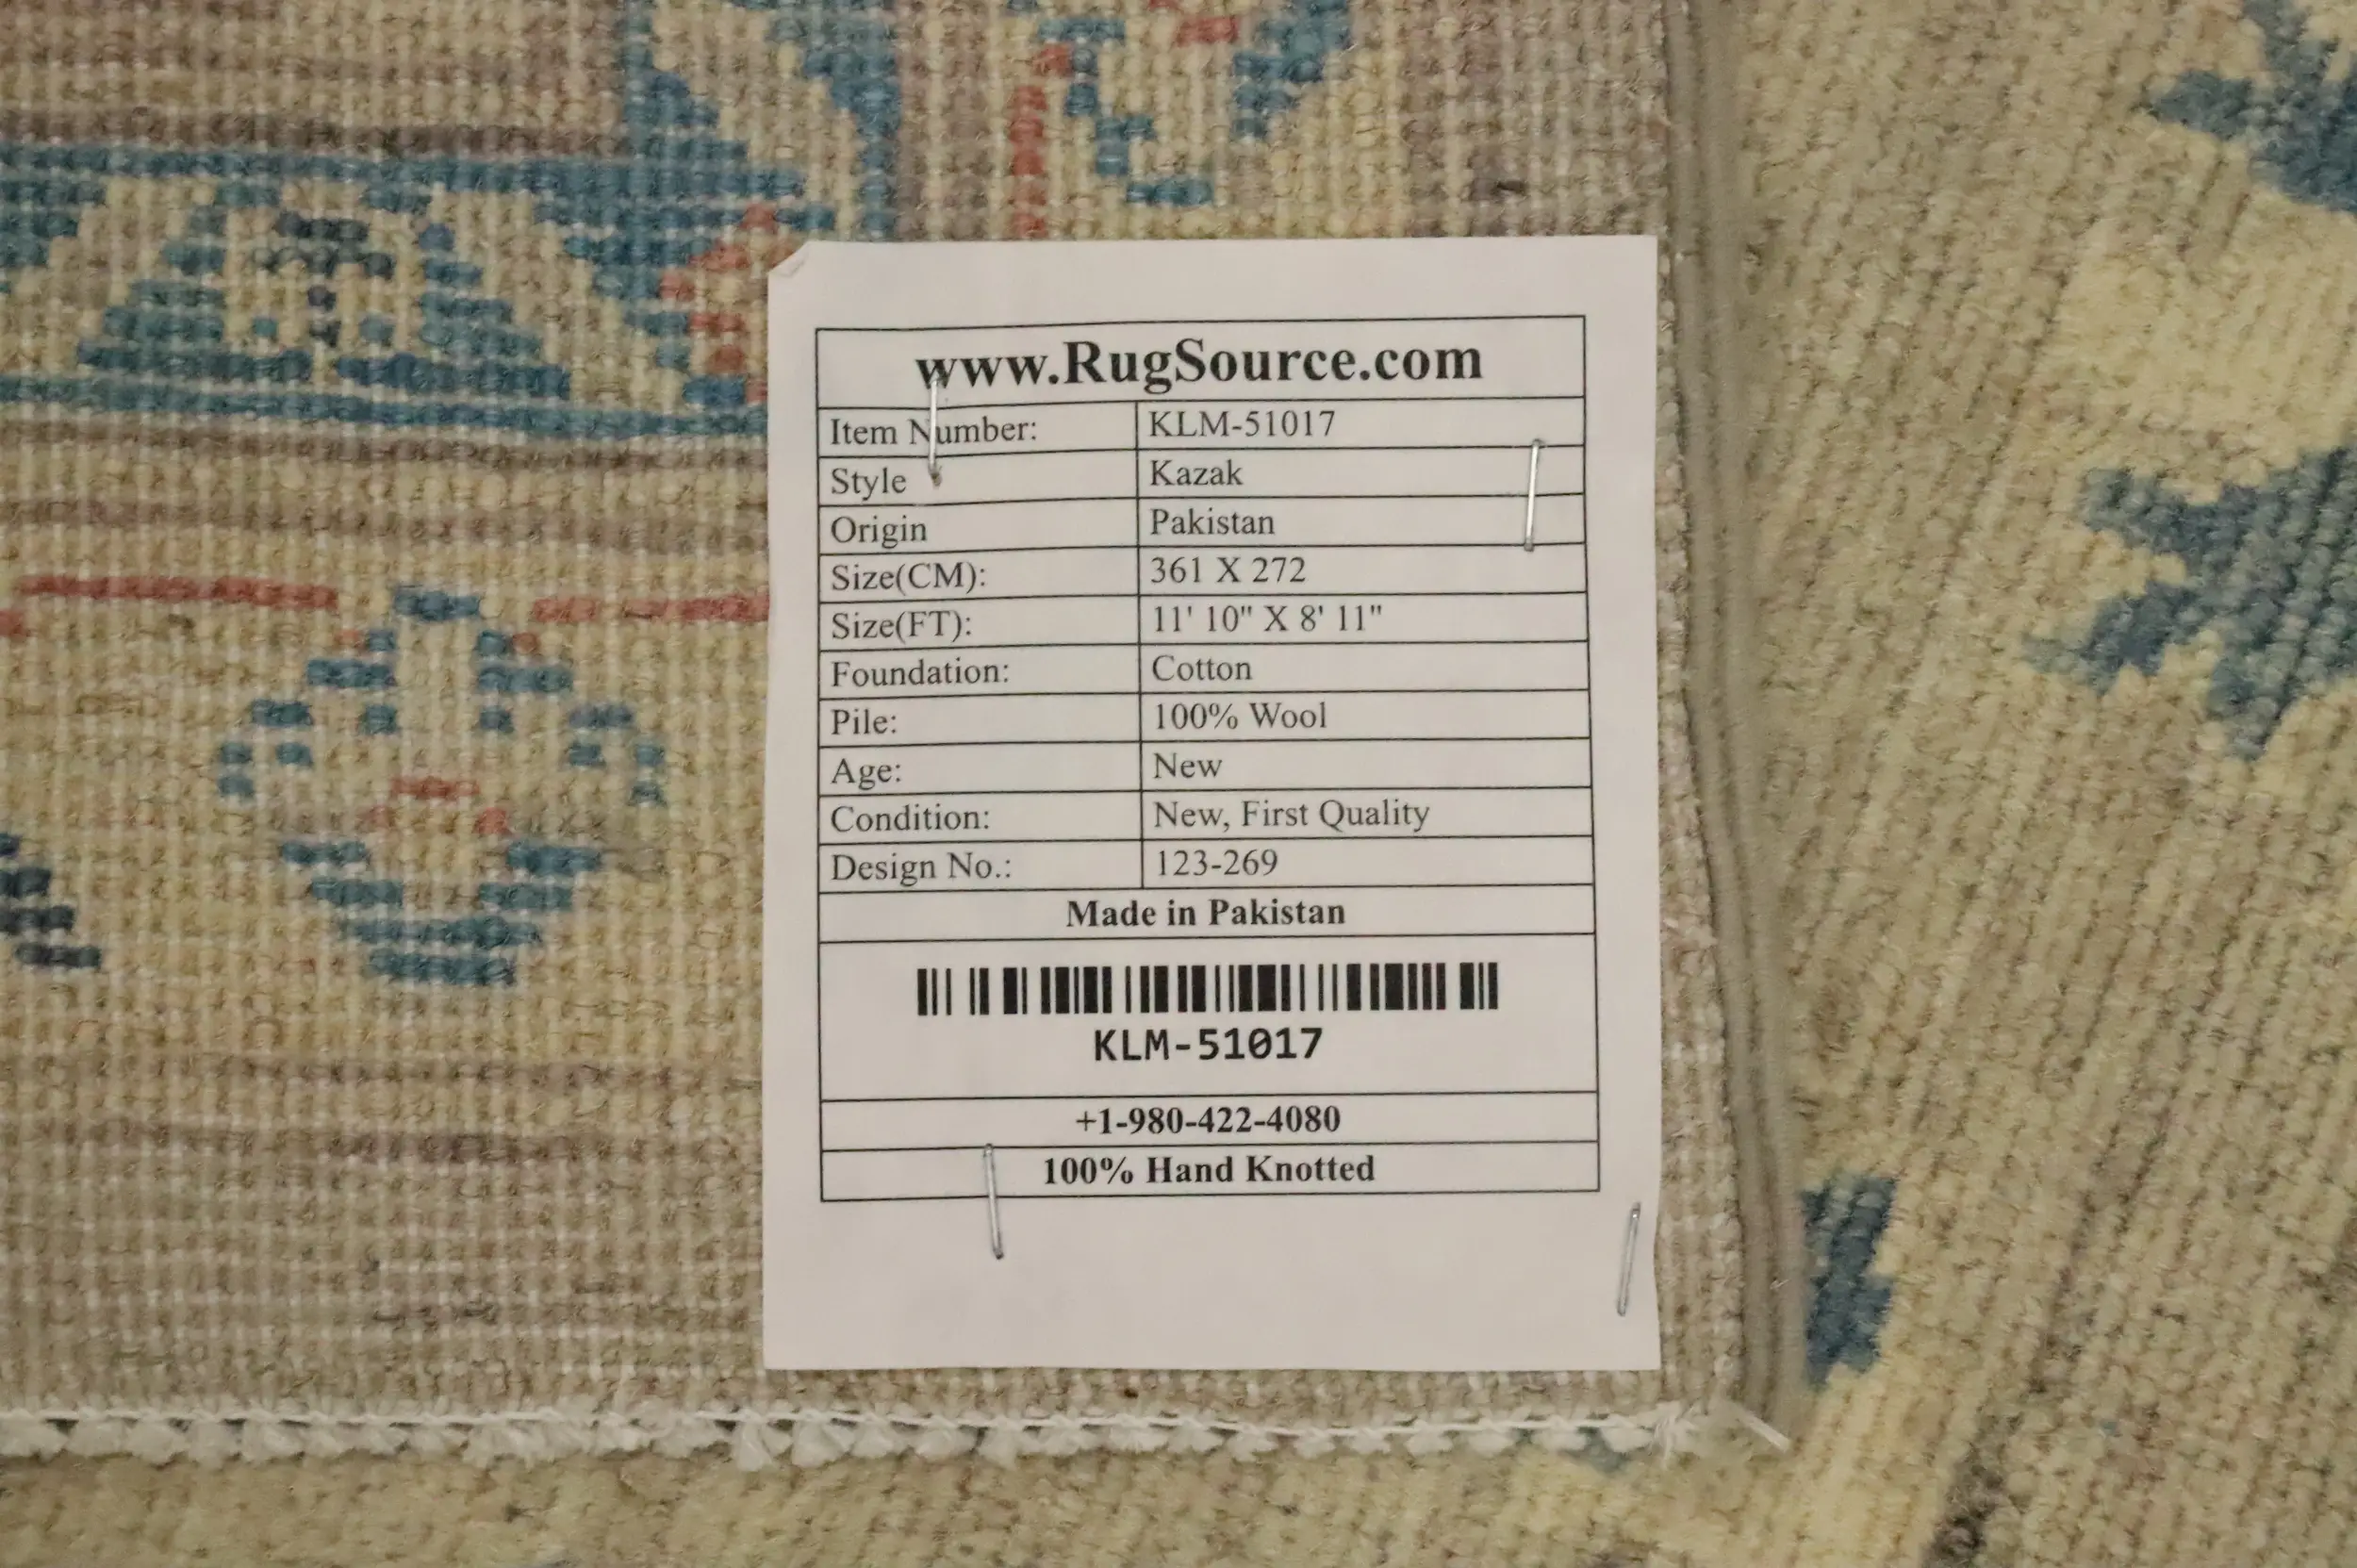 www.RugSource.com
Item Number: KLM-51017
Style Kazak
Origin Pakistan
Size(CM): 361 X 272
Size(FT): 11' 10" X 8' 11"
Foundation: Cotton
Pile: 100% Wool
Age: New
Condition: New, First Quality
Design No.: 123-269
Made in Pakistan
KLM-51017
+1-980-422-4080
100% Hand Knotted